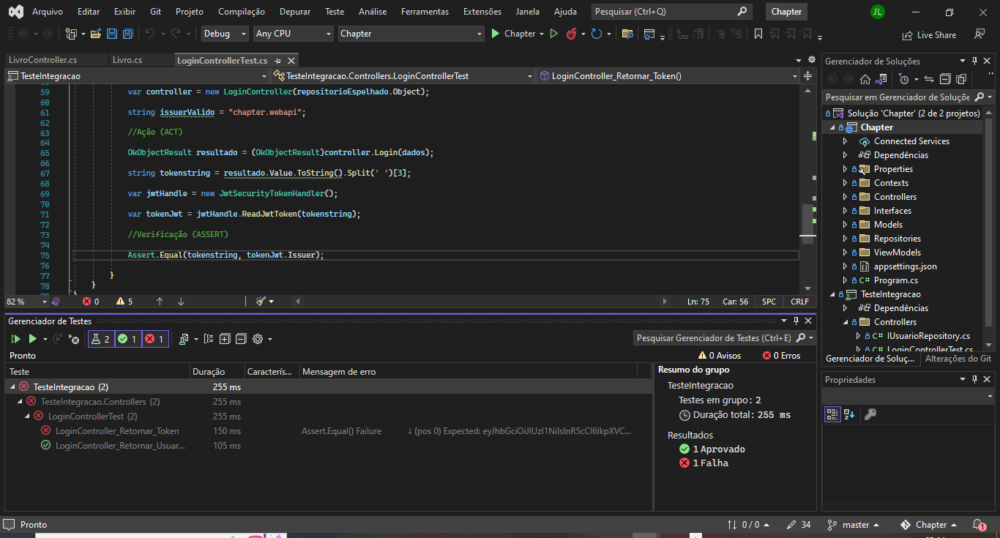 Arquivo Editar Exibir Git Projeto Compilação Depurar Teste Análise Ferramentas Extensões Janela Ajuda Pesquisar (Ctrl+Q) Chapter JL
Debug Any CPU Chapter Chapter Live Share
LivroController.cs Livro.cs LoginControllerTest.cs
TesteIntegracao TesteIntegracao.Controllers.LoginControllerTest LoginController_Retornar_Token()
59 var controller = new LoginController(repositorioEspelhado.Object);
60
61 string issuerValido = "chapter.webapi";
62
63 //Ação (ACT)
64
65 OkObjectResult resultado = (OkObjectResult)controller.Login(dados);
66
67 string tokenstring = resultado.Value.ToString().Split(' ')[3];
68
69 var jwtHandle = new JwtSecurityTokenHandler();
70
71 var tokenJwt = jwtHandle.ReadJwtToken(tokenstring);
72
73 //Verificação (ASSERT)
74
75 Assert.Equal(tokenstring, tokenJwt.Issuer);
76
77 }
78 }
82 % 0 5 Ln: 75 Car: 56 SPC CRLF
Gerenciador de Testes
2 1 1 Pesquisar Gerenciador de Testes (Ctrl+E)
Pronto 0 Avisos 0 Erros
Teste Duração Caracterís... Mensagem de erro
TesteIntegracao (2) 255 ms
TesteIntegracao.Controllers (2) 255 ms
LoginControllerTest (2) 255 ms
LoginController_Retornar_Token 150 ms Assert.Equal() Failure ↓ (pos 0) Expected: eyJhbGciOiJIUzI1NiIsInR5cCI6IkpXVC...
LoginController_Retornar_Usuar... 105 ms
Resumo do grupo
TesteIntegracao
Testes em grupo: 2
Duração total: 255 ms
Resultados
1 Aprovado
1 Falha
Gerenciador de Soluções
Pesquisar em Gerenciador de Soluçõe
Solução 'Chapter' (2 de 2 projetos)
Chapter
Connected Services
Dependências
Properties
Contexts
Controllers
Interfaces
Models
Repositories
ViewModels
appsettings.json
C# Program.cs
TesteIntegracao
Dependências
Controllers
C# IUsuarioRepository.cs
C# LoginControllerTest.cs
Gerenciador de Soluç... Alterações do Git
Propriedades
Pronto 0 / 0 34 master Chapter 1